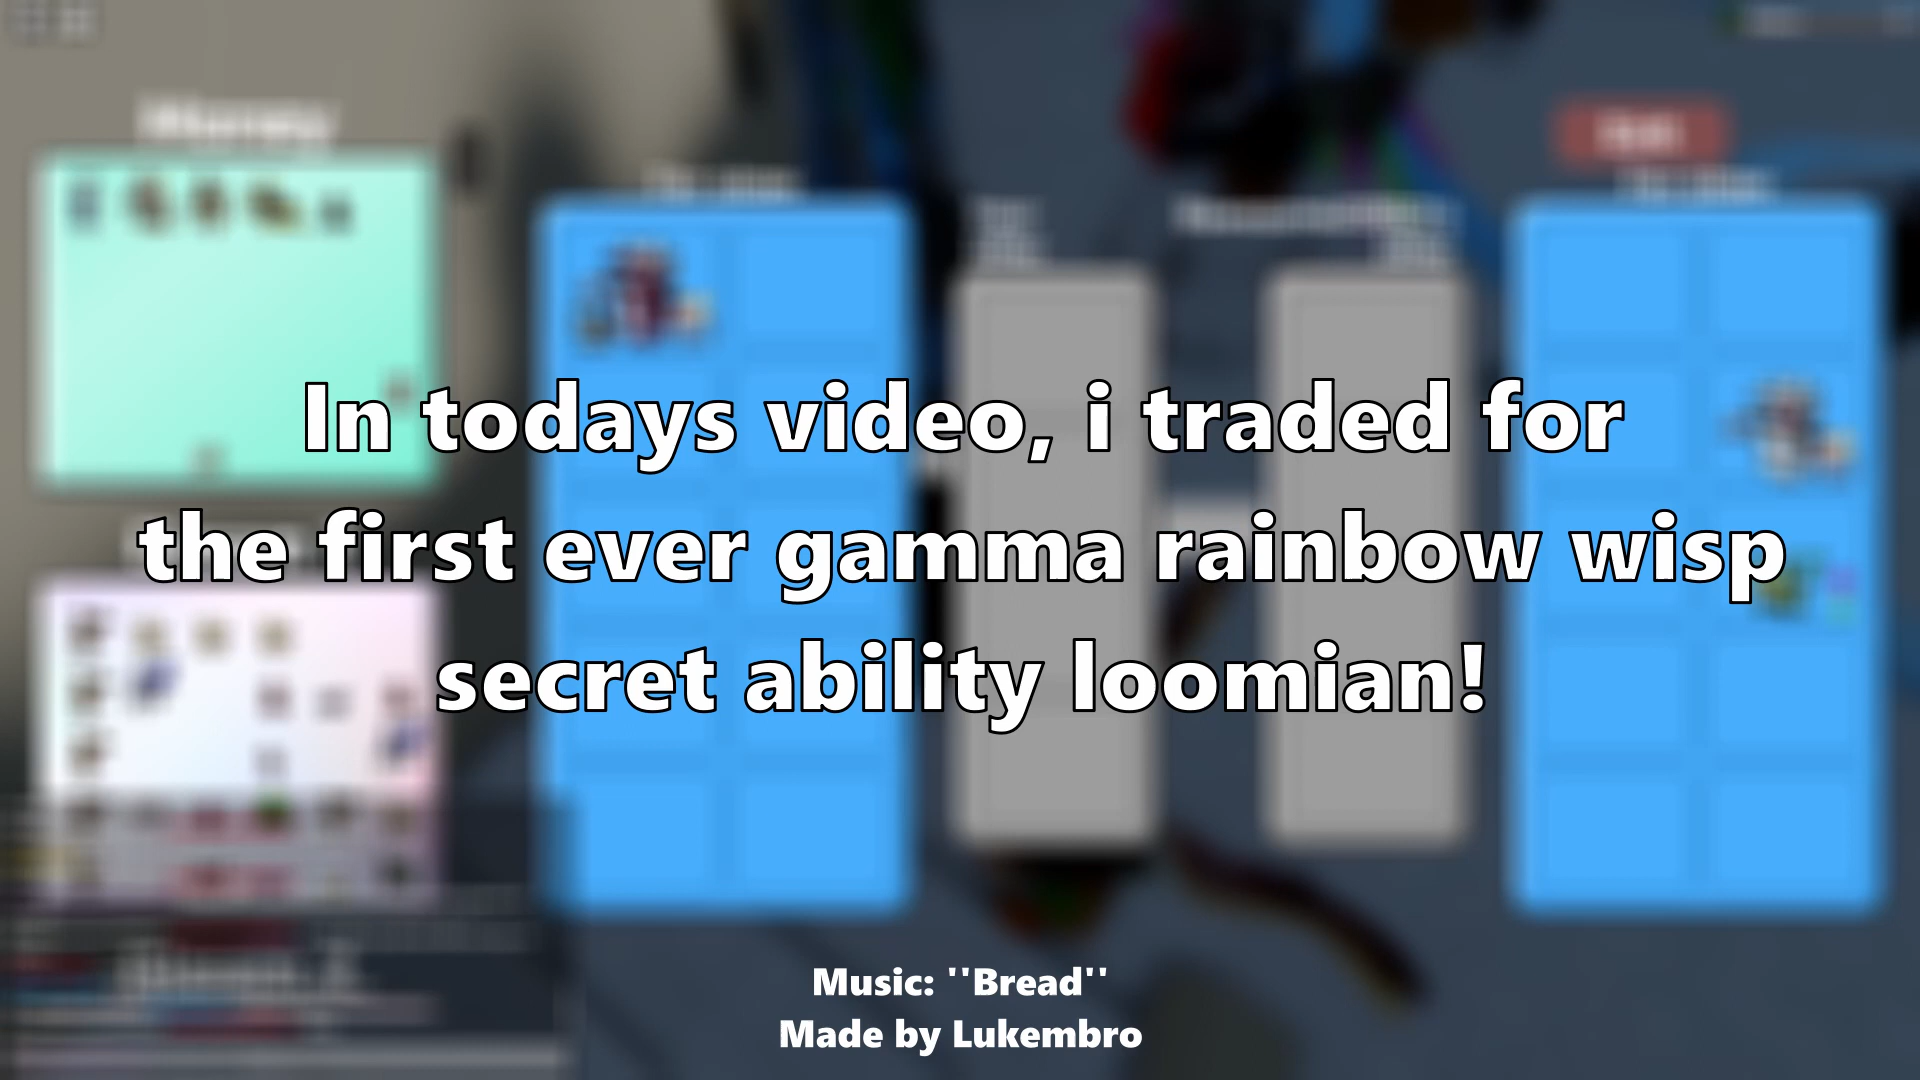 In todays video, i traded for
the first ever gamma rainbow wisp
secret ability loomian!
Music: ''Bread''
Made by Lukembro